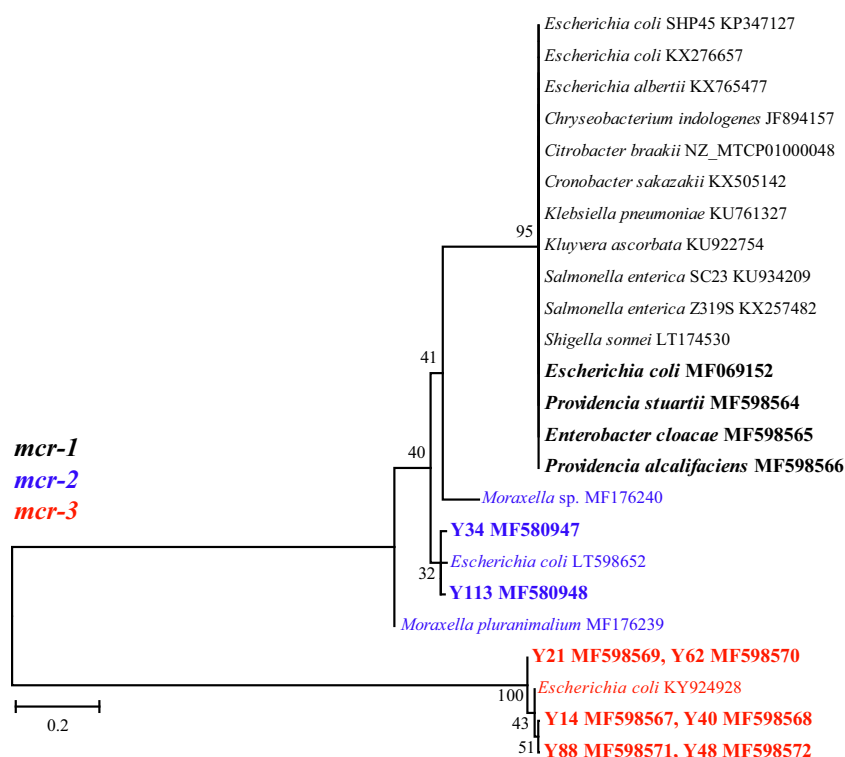 Escherichia coli SHP45 KP347127
Escherichia coli KX276657
Escherichia albertii KX765477
Chryseobacterium indologenes JF894157
Citrobacter braakii NZ_MTCP01000048
Cronobacter sakazakii KX505142
Klebsiella pneumoniae KU761327
95
Kluyvera ascorbata KU922754
Salmonella enterica SC23 KU934209
Salmonella enterica Z319S KX257482
Shigella sonnei LT174530
41
Escherichia coli MF069152
Providencia stuartii MF598564
Enterobacter cloacae MF598565
mcr-1
40
Providencia alcalifaciens MF598566
mcr-2
Moraxella sp. MF176240
mcr-3
Y34 MF580947
Escherichia coli LT598652
32
Y113 MF580948
Moraxella pluranimalium MF176239
Y21 MF598569, Y62 MF598570
100
Escherichia coli KY924928
43
Y14 MF598567, Y40 MF598568
0.2
51
Y88 MF598571, Y48 MF598572